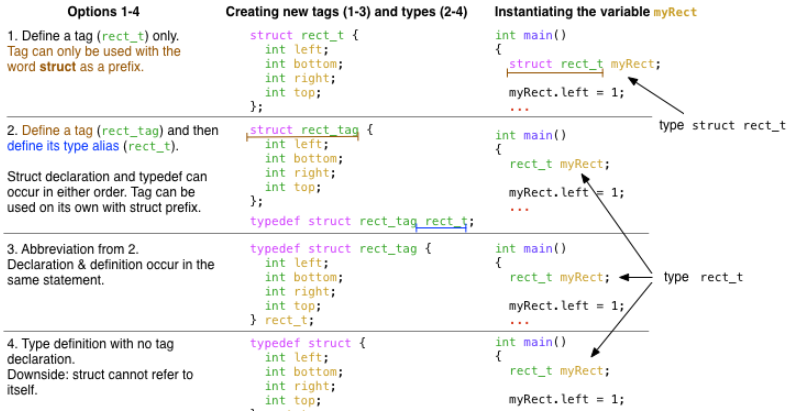 Options 1-4
Creating new tags (1-3) and types (2-4)
Instantiating the variable myRect
1. Define a tag (rect_t) only.
Tag can only be used with the
word struct as a prefix.
struct rect_t {
int left;
int bottom;
int right;
int top;
};
int main()
{
struct rect_t myRect;
myRect.left = 1;
...
type struct rect_t
2. Define a tag (rect_tag) and then
define its type alias (rect_t).
Struct declaration and typedef can
occur in either order. Tag can be
used on its own with struct prefix.
struct rect_tag {
int left;
int bottom;
int right;
int top;
};
typedef struct rect_tag rect_t;
int main()
{
rect_t myRect;
myRect.left = 1;
...
3. Abbreviation from 2.
Declaration & definition occur in the
same statement.
typedef struct rect_tag {
int left;
int bottom;
int right;
int top;
} rect_t;
int main()
{
rect_t myRect;
myRect.left = 1;
...
type rect_t
4. Type definition with no tag
declaration.
Downside: struct cannot refer to
itself.
typedef struct {
int left;
int bottom;
int right;
int top;
int main()
{
rect_t myRect;
myRect.left = 1;